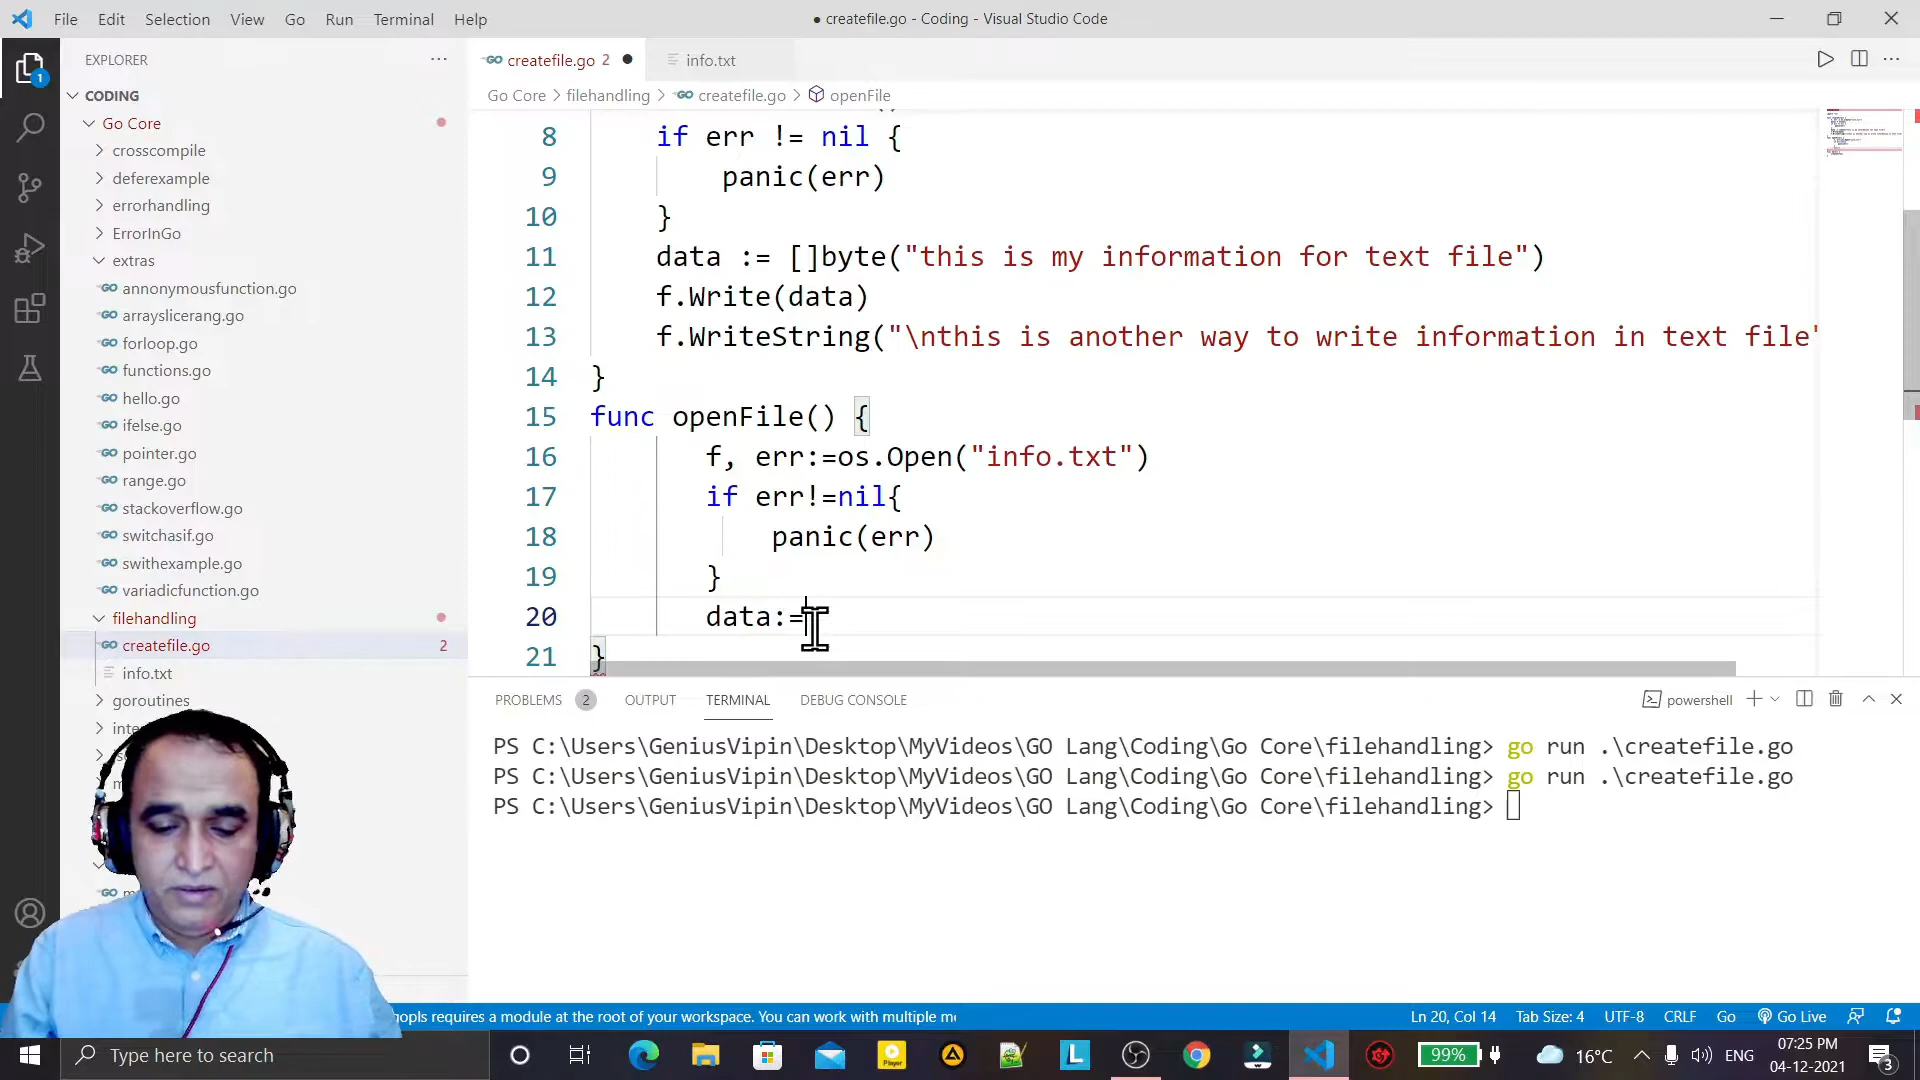 File Edit Selection View Go Run Terminal Help
● createfile.go - Coding - Visual Studio Code
EXPLORER
createfile.go 2
info.txt
CODING
Go Core > filehandling > createfile.go > openFile
Go Core
crosscompile
deferexample
errorhandling
ErrorInGo
extras
annonymousfunction.go
arrayslicerang.go
forloop.go
functions.go
hello.go
ifelse.go
pointer.go
range.go
stackoverflow.go
switchasif.go
swithexample.go
variadicfunction.go
filehandling
createfile.go 2
info.txt
goroutines
8 if err != nil {
9 panic(err)
10 }
11 data := []byte("this is my information for text file")
12 f.Write(data)
13 f.WriteString("\nthis is another way to write information in text file"
14 }
15 func openFile() {
16 f, err:=os.Open("info.txt")
17 if err!=nil{
18 panic(err)
19 }
20 data:=
21 }
PROBLEMS 2 OUTPUT TERMINAL DEBUG CONSOLE
powershell
PS C:\Users\GeniusVipin\Desktop\MyVideos\GO Lang\Coding\Go Core\filehandling> go run .\createfile.go
PS C:\Users\GeniusVipin\Desktop\MyVideos\GO Lang\Coding\Go Core\filehandling> go run .\createfile.go
PS C:\Users\GeniusVipin\Desktop\MyVideos\GO Lang\Coding\Go Core\filehandling>
gopls requires a module at the root of your workspace. You can work with multiple
Ln 20, Col 14 Tab Size: 4 UTF-8 CRLF Go Go Live
Type here to search
99%
16°C
ENG
07:25 PM
04-12-2021
3